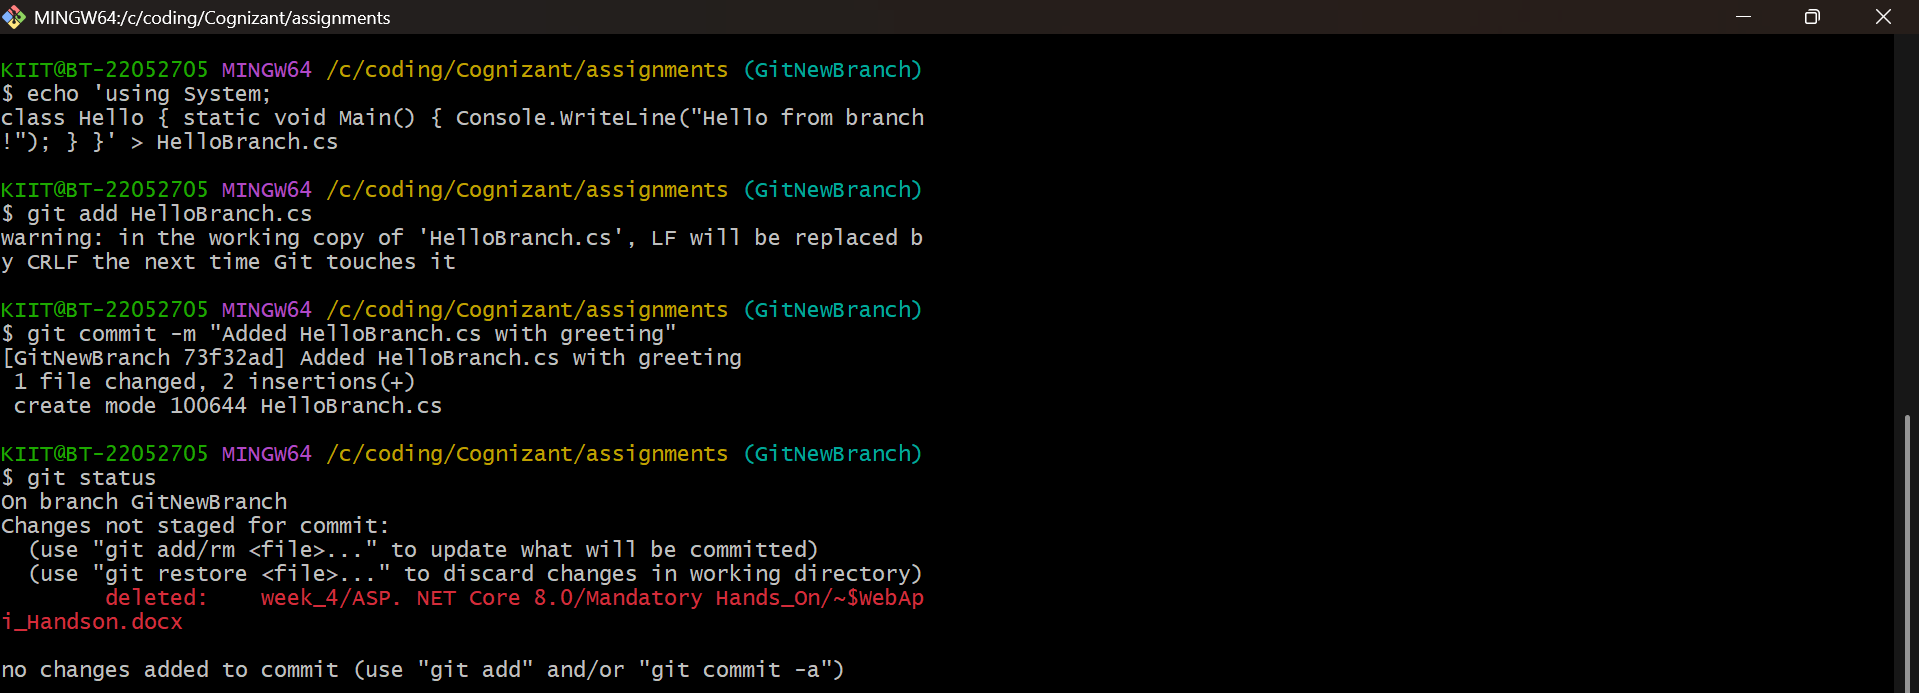 MINGW64:/c/coding/Cognizant/assignments
KIIT@BT-22052705 MINGW64 /c/coding/Cognizant/assignments (GitNewBranch)
$ echo 'using System;
class Hello { static void Main() { Console.WriteLine("Hello from branch
!"); } }' > HelloBranch.cs
KIIT@BT-22052705 MINGW64 /c/coding/Cognizant/assignments (GitNewBranch)
$ git add HelloBranch.cs
warning: in the working copy of 'HelloBranch.cs', LF will be replaced b
y CRLF the next time Git touches it
KIIT@BT-22052705 MINGW64 /c/coding/Cognizant/assignments (GitNewBranch)
$ git commit -m "Added HelloBranch.cs with greeting"
[GitNewBranch 73f32ad] Added HelloBranch.cs with greeting
 1 file changed, 2 insertions(+)
 create mode 100644 HelloBranch.cs
KIIT@BT-22052705 MINGW64 /c/coding/Cognizant/assignments (GitNewBranch)
$ git status
On branch GitNewBranch
Changes not staged for commit:
  (use "git add/rm <file>..." to update what will be committed)
  (use "git restore <file>..." to discard changes in working directory)
        deleted:    week_4/ASP. NET Core 8.0/Mandatory Hands_On/~$WebAp
i_Handson.docx
no changes added to commit (use "git add" and/or "git commit -a")